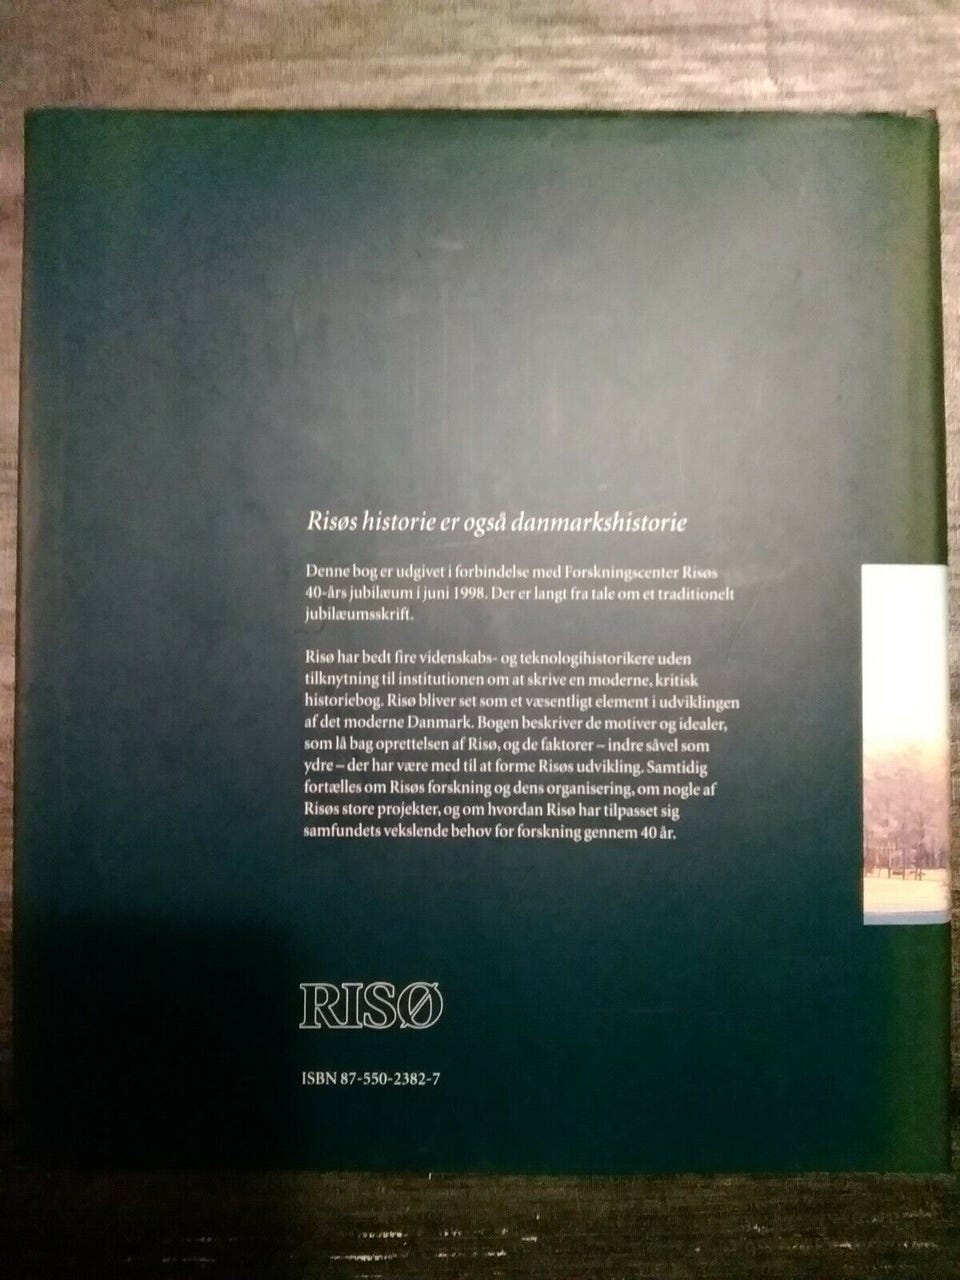 Risøs historie er også danmarkshistorie
Denne bog er udgivet i forbindelse med Forskningscenter Risøs
40-års jubilæum i juni 1998. Der er langt fra tale om et traditionelt
jubilæumsskrift.
Risø har bedt fire videnskabs- og teknologihistorikere uden
tilknytning til institutionen om at skrive en moderne, kritisk
historiebog. Risø bliver set som et væsentligt element i udviklingen
af det moderne Danmark. Bogen beskriver de motiver og idealer,
som lå bag oprettelsen af Risø, og de faktorer – indre såvel som
ydre – der har være med til at forme Risøs udvikling. Samtidig
fortælles om Risøs forskning og dens organisering, om nogle af
Risøs store projekter, og om hvordan Risø har tilpasset sig
samfundets vekslende behov for forskning gennem 40 år.
RISØ
ISBN 87-550-2382-7